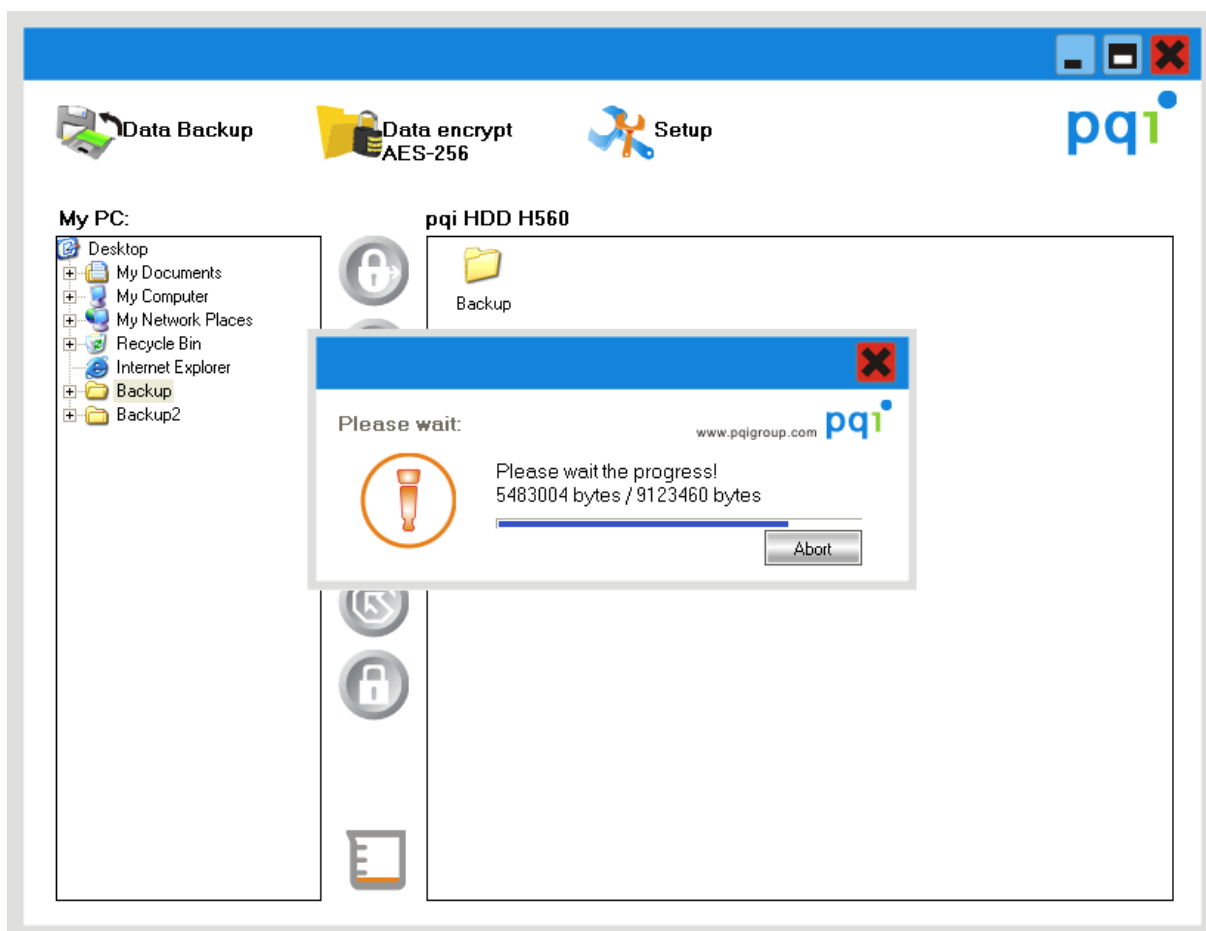 Data Backup
Data encrypt
AES-256
Setup
pqi
My PC:
pqi HDD H560
Desktop
My Documents
My Computer
My Network Places
Recycle Bin
Internet Explorer
Backup
Backup2
Backup
Please wait:
www.pqigroup.com pqi
Please wait the progress!
5483004 bytes / 9123460 bytes
Abort